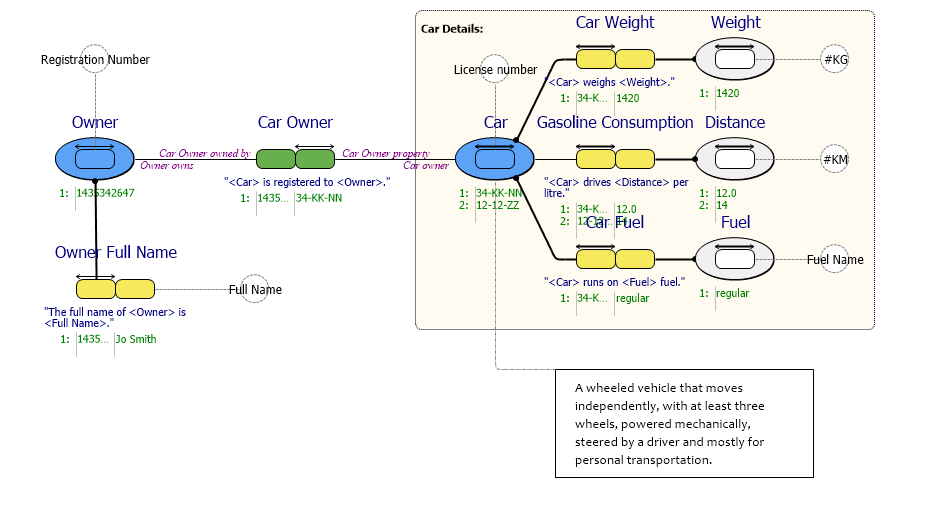 Car Details:
Car Weight
Weight
Registration Number
License number
#KG
"<Car> weighs <Weight>."
1: 34-K... 1420
1: 1420
Owner
Car Owner
Car
Gasoline Consumption
Distance
Car Owner owned by
Owner owns
Car Owner property
Car owner
#KM
1: 1435342647
"<Car> is registered to <Owner>."
1: 1435... 34-KK-NN
1: 34-KK-NN
2: 12-12-ZZ
"<Car> drives <Distance> per
litre."
1: 34-K... 12.0
2: 12-12... 14
1: 12.0
2: 14
Car Fuel
Fuel
Owner Full Name
Fuel Name
"<Car> runs on <Fuel> fuel."
1: 34-K... regular
1: regular
Full Name
"The full name of <Owner> is
<Full Name>."
1: 1435... Jo Smith
A wheeled vehicle that moves
independently, with at least three
wheels, powered mechanically,
steered by a driver and mostly for
personal transportation.